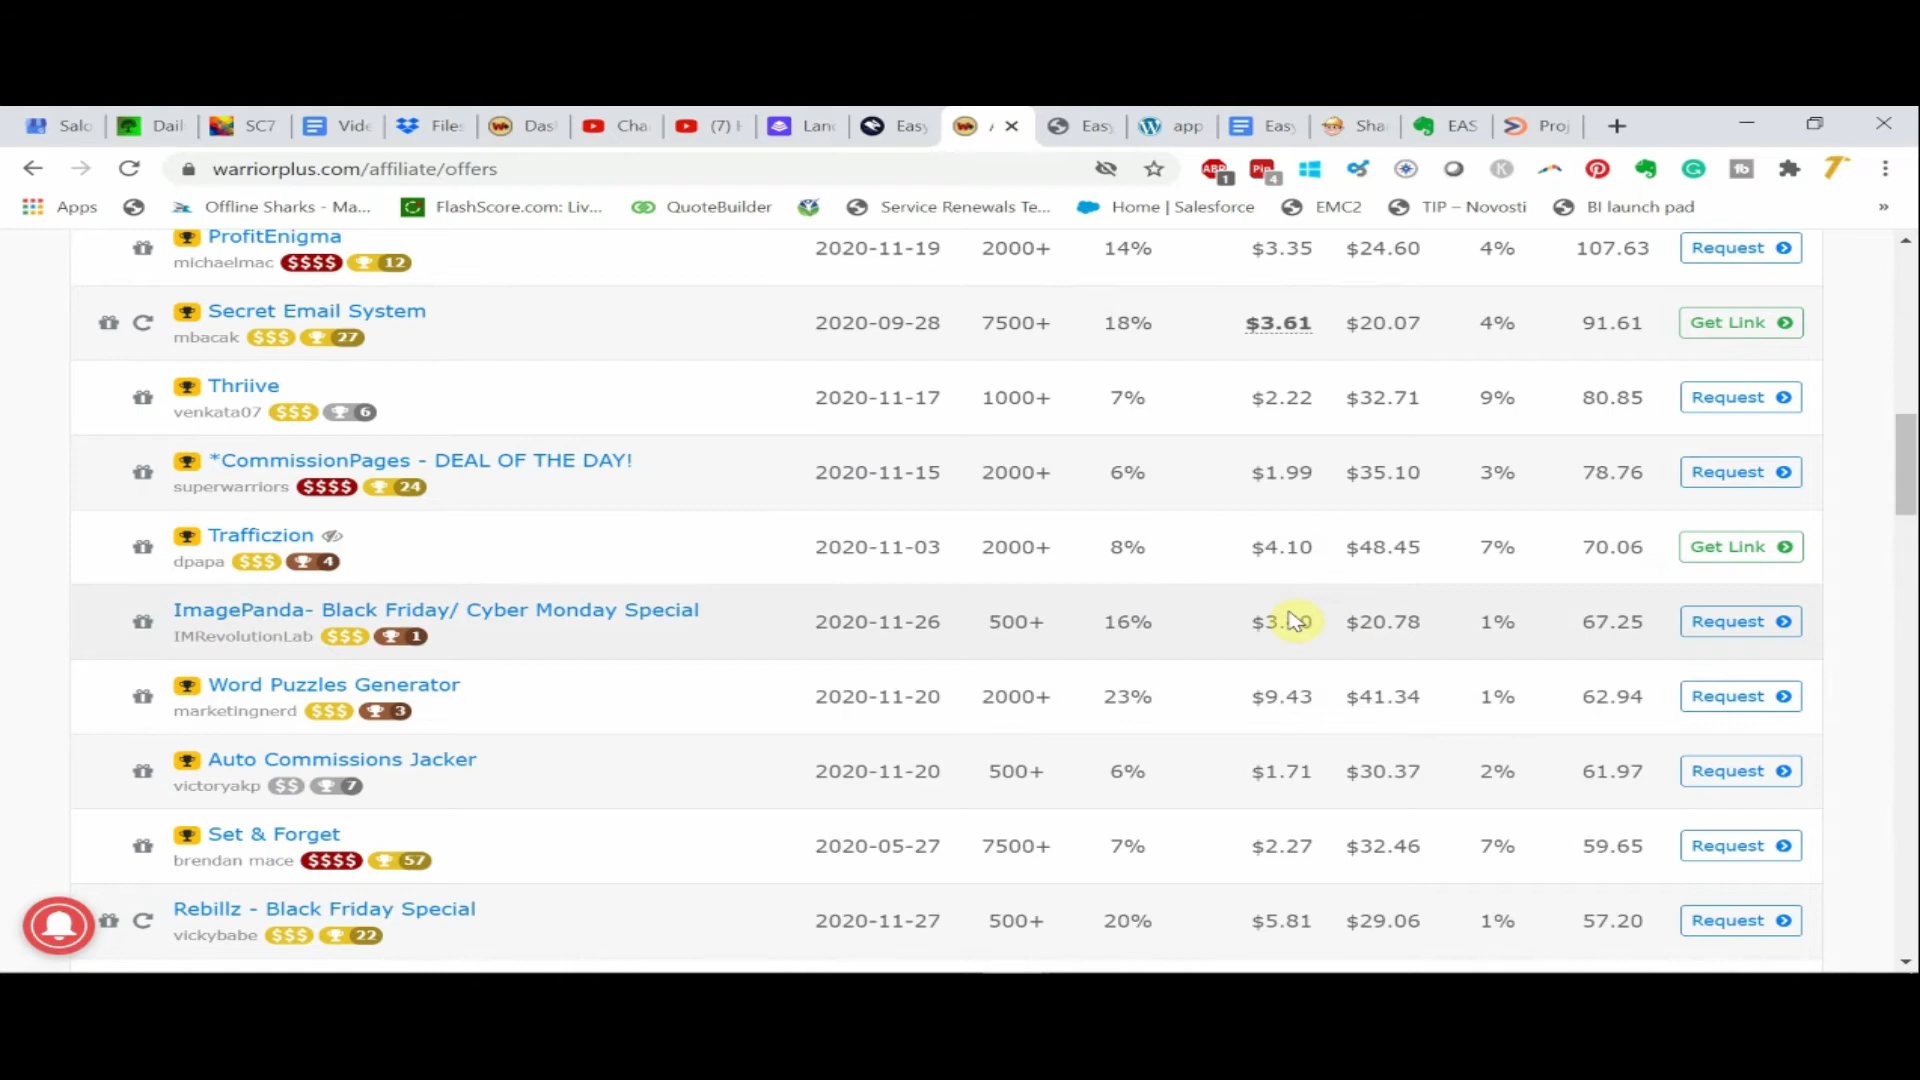 Salo Dail SC7 Vide Files Das Cha (7) Lan Easy Easy app Easy Sha EAS Proj
warriorplus.com/affiliate/offers
Apps Offline Sharks - Ma... FlashScore.com: Liv... QuoteBuilder Service Renewals Te... Home | Salesforce EMC2 TIP – Novosti BI launch pad »
ProfitEnigma
michaelmac $$$$ 12
2020-11-19 2000+ 14% $3.35 $24.60 4% 107.63 Request
Secret Email System
mbacak $$$ 27
2020-09-28 7500+ 18% $3.61 $20.07 4% 91.61 Get Link
Thriive
venkata07 $$$ 6
2020-11-17 1000+ 7% $2.22 $32.71 9% 80.85 Request
*CommissionPages - DEAL OF THE DAY!
superwarriors $$$$ 24
2020-11-15 2000+ 6% $1.99 $35.10 3% 78.76 Request
Trafficzion
dpapa $$$ 4
2020-11-03 2000+ 8% $4.10 $48.45 7% 70.06 Get Link
ImagePanda- Black Friday/ Cyber Monday Special
IMRevolutionLab $$$ 1
2020-11-26 500+ 16% $20.78 1% 67.25 Request
Word Puzzles Generator
marketingnerd $$$ 3
2020-11-20 2000+ 23% $9.43 $41.34 1% 62.94 Request
Auto Commissions Jacker
victoryakp $$ 7
2020-11-20 500+ 6% $1.71 $30.37 2% 61.97 Request
Set & Forget
brendan mace $$$$ 57
2020-05-27 7500+ 7% $2.27 $32.46 7% 59.65 Request
Rebillz - Black Friday Special
vickybabe $$$ 22
2020-11-27 500+ 20% $5.81 $29.06 1% 57.20 Request